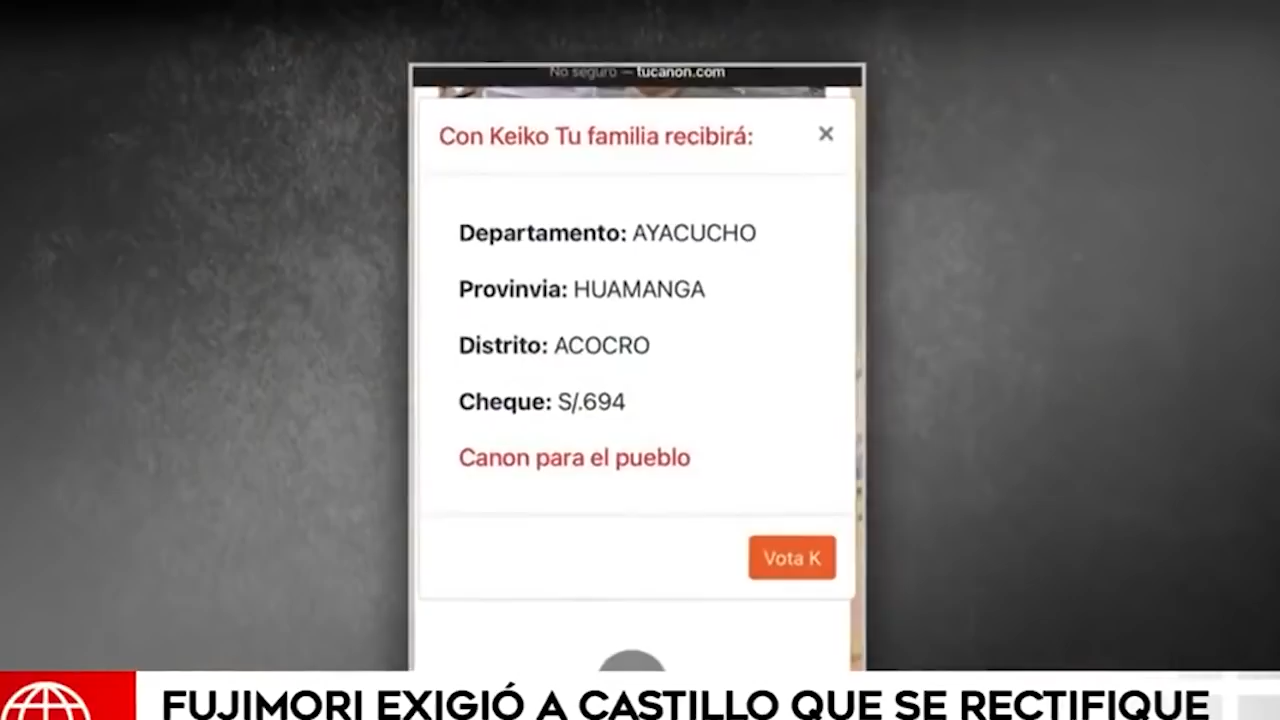 No seguro — tucanon.com
Con Keiko Tu familia recibirá: ×
Departamento: AYACUCHO
Provinvia: HUAMANGA
Distrito: ACOCRO
Cheque: S/.694
Canon para el pueblo
Vota K
FUJIMORI EXIGIÓ A CASTILLO QUE SE RECTIFIQUE